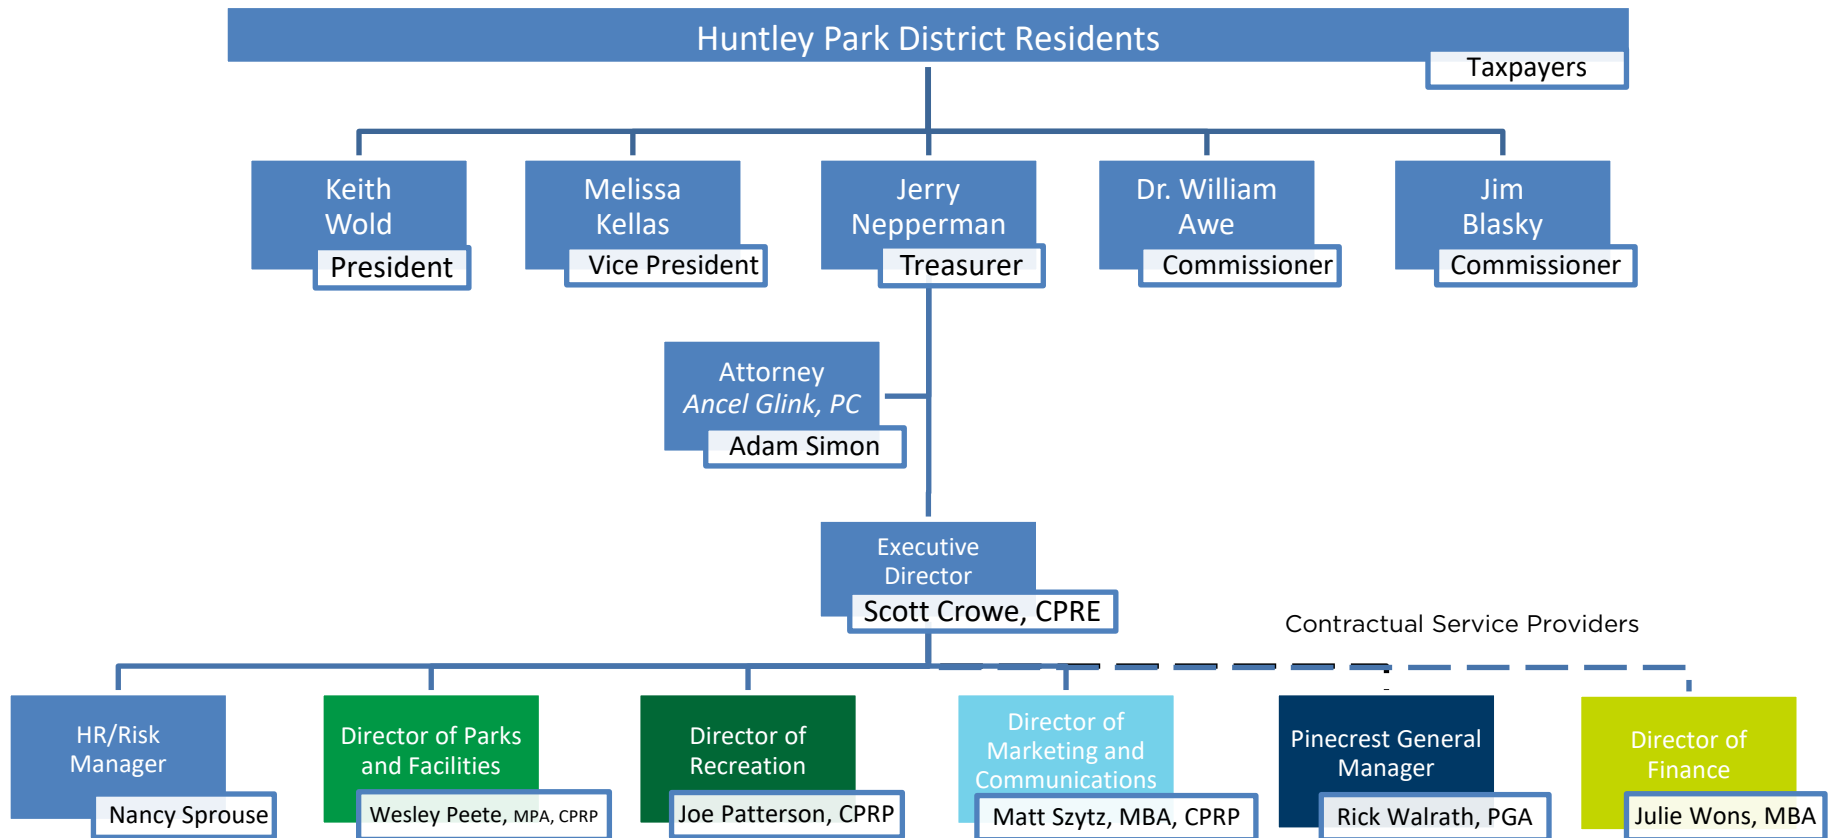 Huntley Park District Residents
Taxpayers
Keith
Wold
President
Melissa
Kellas
Vice President
Jerry
Nepperman
Treasurer
Dr. William
Awe
Commissioner
Jim
Blasky
Commissioner
Attorney
Ancel Glink, PC
Adam Simon
Executive
Director
Scott Crowe, CPRE
Contractual Service Providers
HR/Risk
Manager
Nancy Sprouse
Director of Parks
and Facilities
Wesley Peete, MPA, CPRP
Director of
Recreation
Joe Patterson, CPRP
Director of
Marketing and
Communications
Matt Szytz, MBA, CPRP
Pinecrest General
Manager
Rick Walrath, PGA
Director of
Finance
Julie Wons, MBA